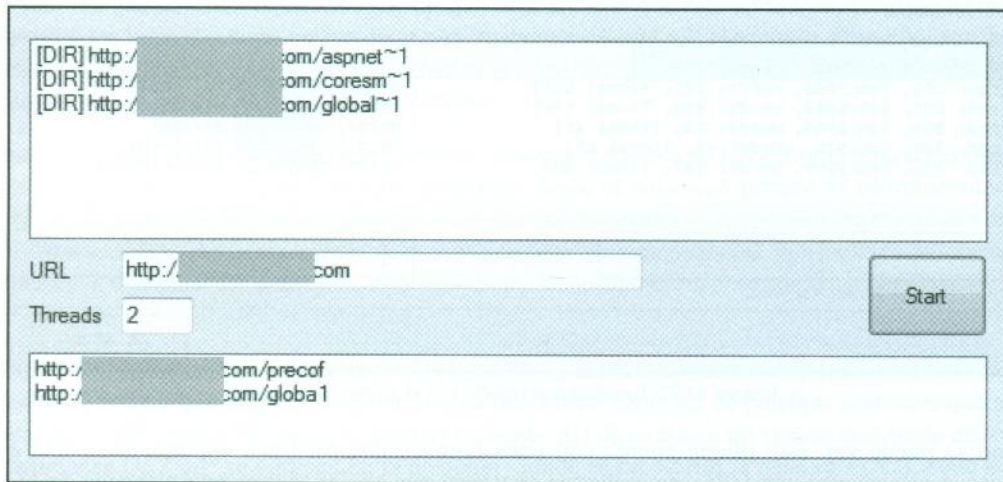 [DIR] http:/ com/aspnet~1
[DIR] http:/ com/coresm~1
[DIR] http:/ com/global~1
URL http:/ com
Threads 2
Start
http:/ com/precof
http:/ com/globa1